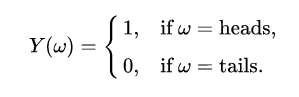 Y(ω) = { 1, if ω = heads,
0, if ω = tails.